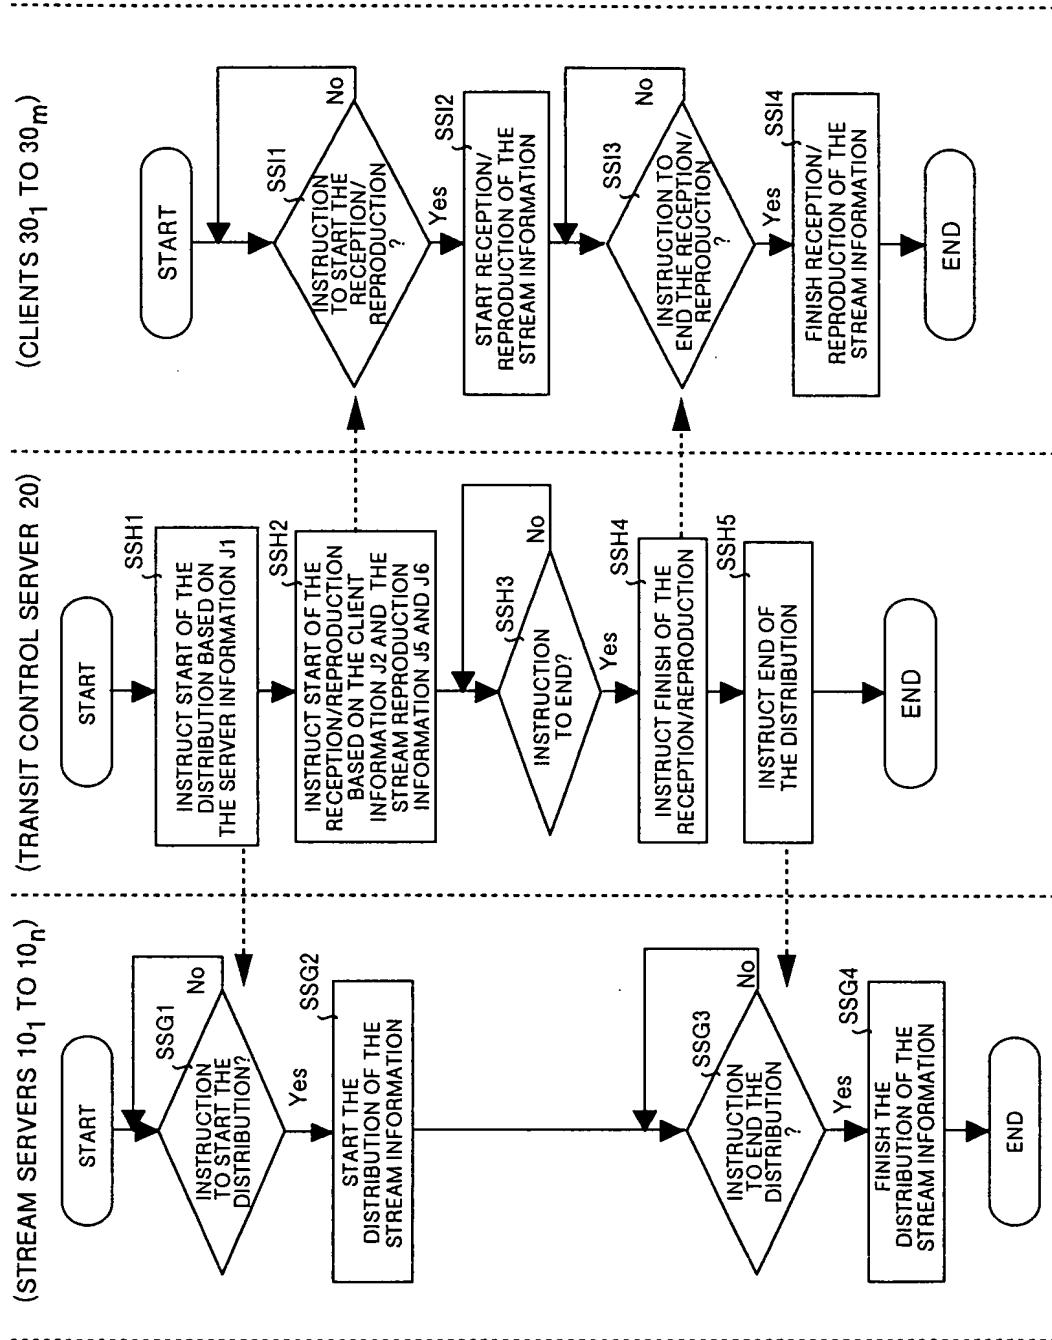 (STREAM SERVERS 10₁ TO 10ₙ)
START
SSG1
INSTRUCTION
TO START THE
DISTRIBUTION?
No
Yes
SSG2
START THE
DISTRIBUTION OF THE
STREAM INFORMATION
SSG3
INSTRUCTION
TO END THE
DISTRIBUTION
?
No
Yes
SSG4
FINISH THE
DISTRIBUTION OF THE
STREAM INFORMATION
END
(TRANSIT CONTROL SERVER 20)
START
SSH1
INSTRUCT START OF THE
DISTRIBUTION BASED ON
THE SERVER INFORMATION J1
SSH2
INSTRUCT START OF THE
RECEPTION/REPRODUCTION
BASED ON THE CLIENT
INFORMATION J2 AND THE
STREAM REPRODUCTION
INFORMATION J5 AND J6
SSH3
INSTRUCTION
TO END?
No
Yes
SSH4
INSTRUCT FINISH OF THE
RECEPTION/REPRODUCTION
SSH5
INSTRUCT END OF
THE DISTRIBUTION
END
(CLIENTS 30₁ TO 30ₘ)
START
SSI1
INSTRUCTION
TO START THE
RECEPTION/
REPRODUCTION
?
No
Yes
SSI2
START RECEPTION/
REPRODUCTION OF THE
STREAM INFORMATION
SSI3
INSTRUCTION TO
END THE RECEPTION/
REPRODUCTION
?
No
Yes
SSI4
FINISH RECEPTION/
REPRODUCTION OF THE
STREAM INFORMATION
END